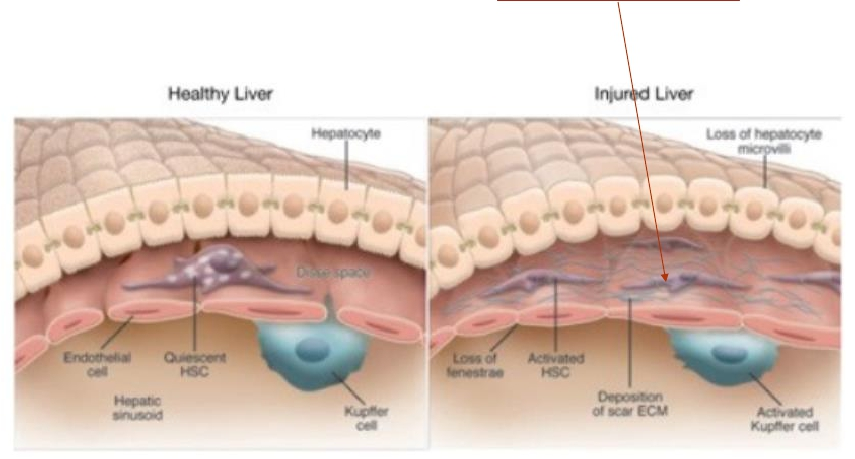 Healthy Liver
Hepatocyte
Disse space
Endothelial
cell
Quiescent
HSC
Hepatic
sinusoid
Kupffer
cell
Injured Liver
Loss of hepatocyte
microvilli
Loss of
fenestrae
Activated
HSC
Deposition
of scar ECM
Activated
Kupffer cell